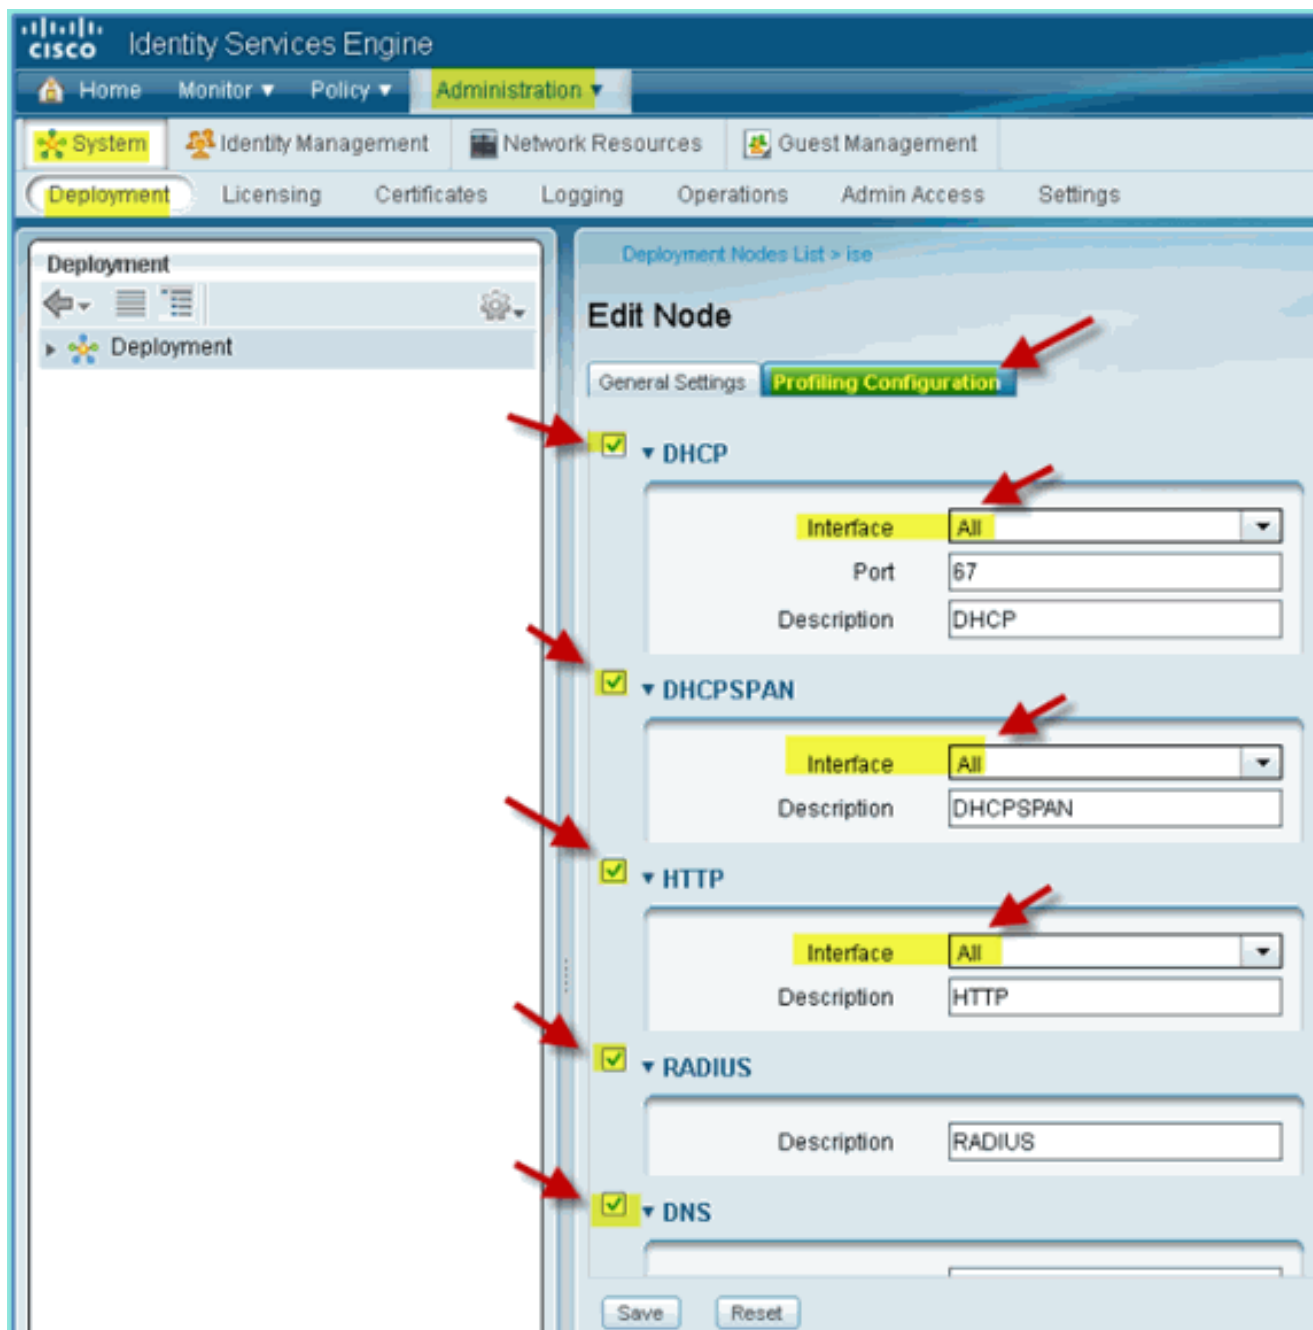 CISCO Identity Services Engine
Home Monitor Policy Administration
System Identity Management Network Resources Guest Management
Deployment Licensing Certificates Logging Operations Admin Access Settings
Deployment
Deployment
Deployment Nodes List > ise
Edit Node
General Settings Profiling Configuration
DHCP
Interface All
Port 67
Description DHCP
DHCPSPAN
Interface All
Description DHCPSPAN
HTTP
Interface All
Description HTTP
RADIUS
Description RADIUS
DNS
Save Reset